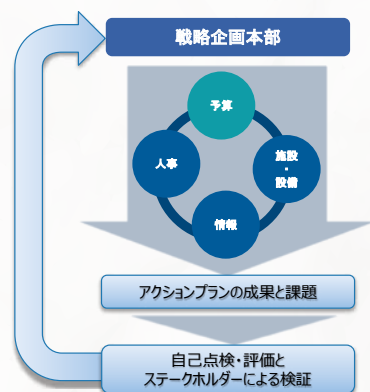 戦略企画本部
予算
人事
施設
・
設備
情報
アクションプランの成果と課題
自己点検・評価と
ステークホルダーによる検証